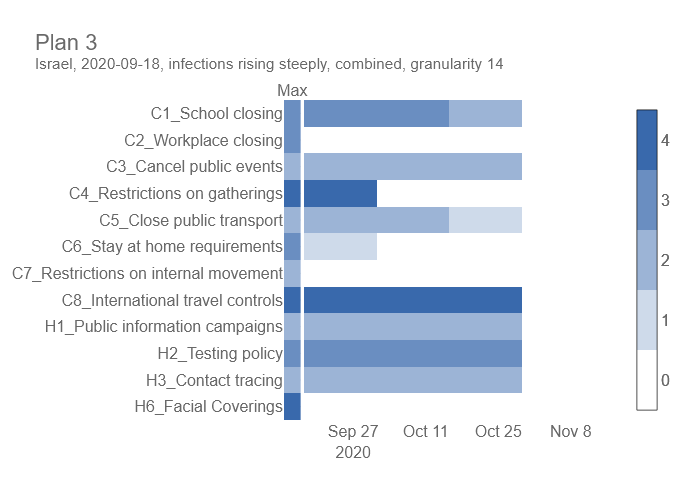 Plan 3
Israel, 2020-09-18, infections rising steeply, combined, granularity 14
Max
C1_School closing
C2_Workplace closing
C3_Cancel public events
C4_Restrictions on gatherings
C5_Close public transport
C6_Stay at home requirements
C7_Restrictions on internal movement
C8_International travel controls
H1_Public information campaigns
H2_Testing policy
H3_Contact tracing
H6_Facial Coverings
Sep 27 Oct 11 Oct 25 Nov 8
2020
4
3
2
1
0